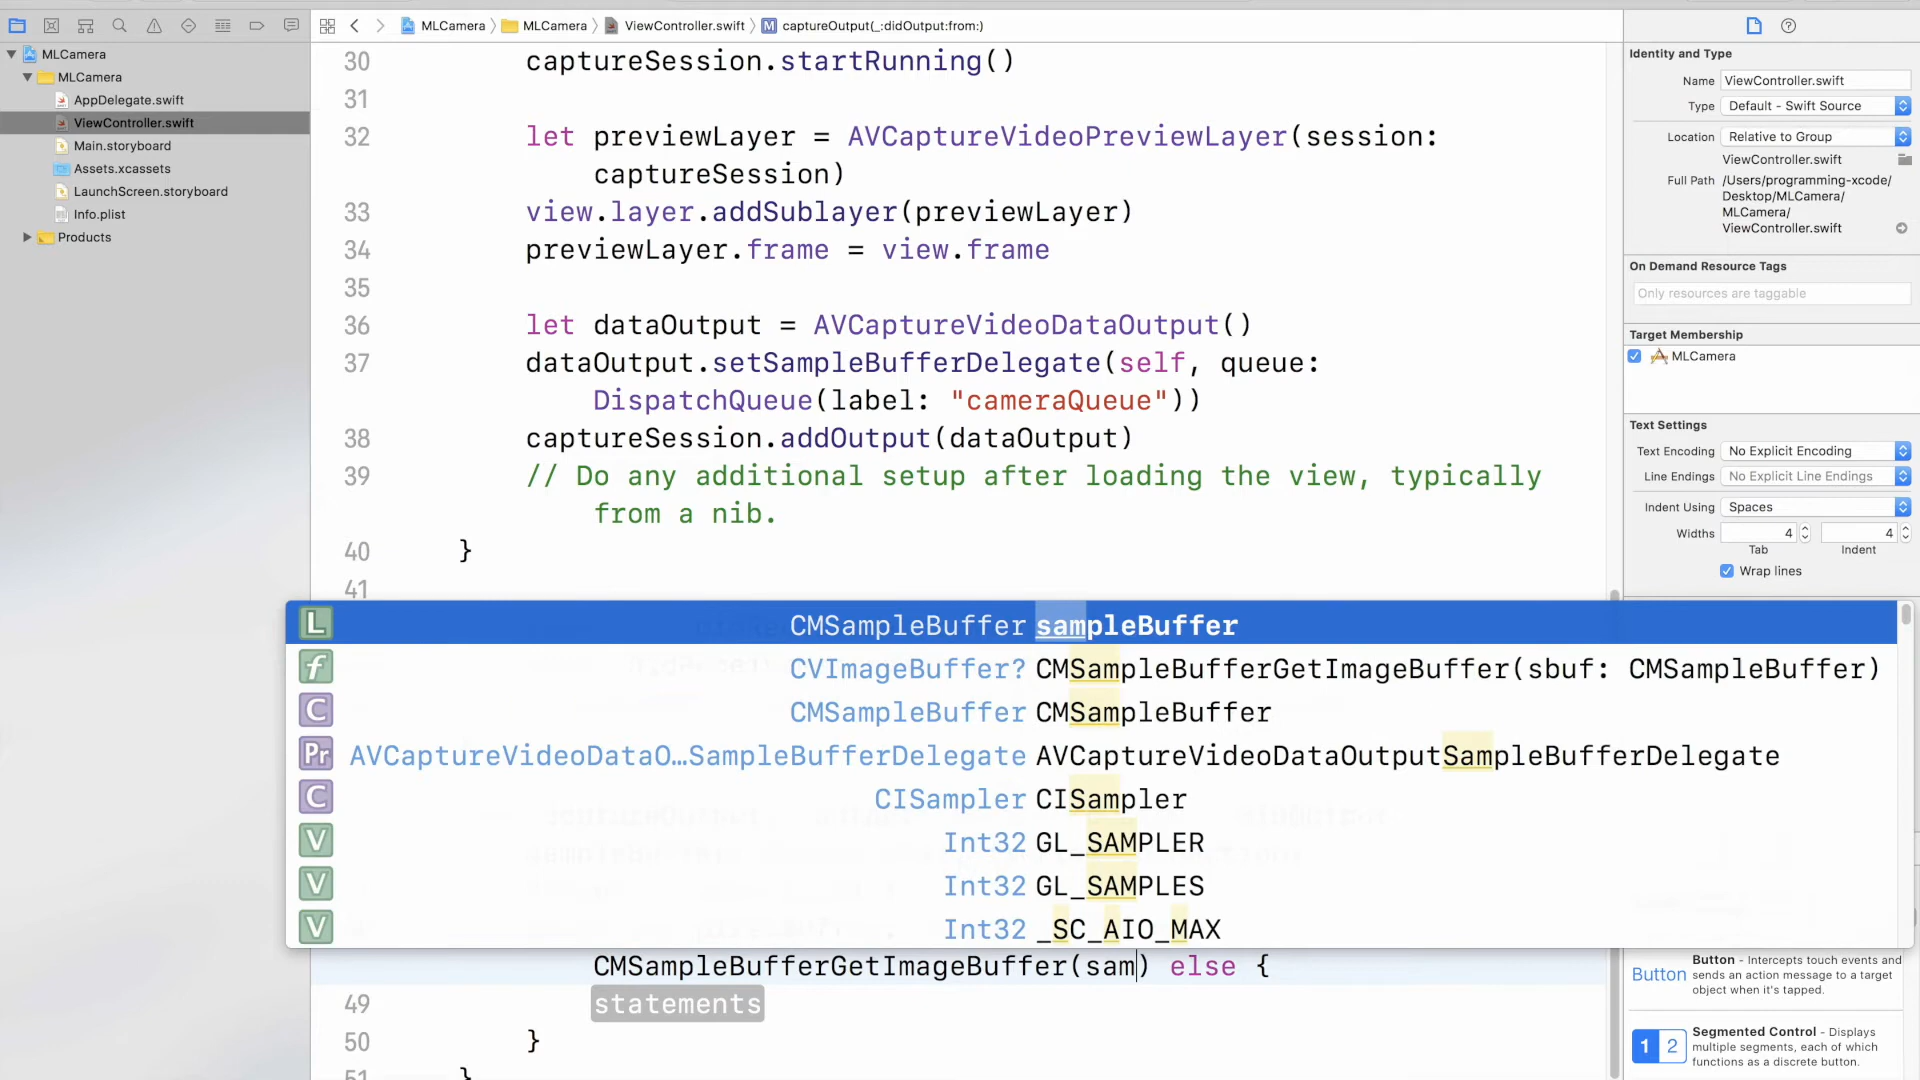 MLCamera
MLCamera
ViewController.swift
captureOutput(_:didOutput:from:)
MLCamera
MLCamera
AppDelegate.swift
ViewController.swift
Main.storyboard
Assets.xcassets
LaunchScreen.storyboard
Info.plist
Products
30 captureSession.startRunning()
31
32 let previewLayer = AVCaptureVideoPreviewLayer(session:
captureSession)
33 view.layer.addSublayer(previewLayer)
34 previewLayer.frame = view.frame
35
36 let dataOutput = AVCaptureVideoDataOutput()
37 dataOutput.setSampleBufferDelegate(self, queue:
DispatchQueue(label: "cameraQueue"))
38 captureSession.addOutput(dataOutput)
39 // Do any additional setup after loading the view, typically
from a nib.
40 }
41
L CMSampleBuffer sampleBuffer
f CVImageBuffer? CMSampleBufferGetImageBuffer(sbuf: CMSampleBuffer)
C CMSampleBuffer CMSampleBuffer
Pr AVCaptureVideoDataO…SampleBufferDelegate AVCaptureVideoDataOutputSampleBufferDelegate
C CISampler CISampler
V Int32 GL_SAMPLER
V Int32 GL_SAMPLES
V Int32 _SC_AIO_MAX
CMSampleBufferGetImageBuffer(sam) else {
49 statements
50 }
51 }
Identity and Type
Name ViewController.swift
Type Default - Swift Source
Location Relative to Group
ViewController.swift
Full Path /Users/programming-xcode/
Desktop/MLCamera/
MLCamera/
ViewController.swift
On Demand Resource Tags
Only resources are taggable
Target Membership
MLCamera
Text Settings
Text Encoding No Explicit Encoding
Line Endings No Explicit Line Endings
Indent Using Spaces
Widths 4 4
Tab Indent
Wrap lines
Button Button - Intercepts touch events and
sends an action message to a target
object when it's tapped.
1 2 Segmented Control - Displays
multiple segments, each of which
functions as a discrete button.